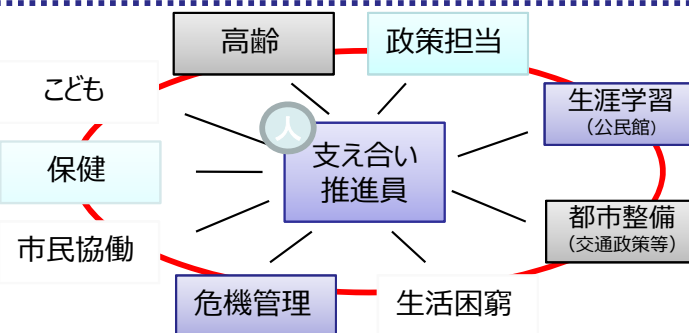 高齢
政策担当
こども
生涯学習
（公民館）
人
支え合い
推進員
保健
都市整備
（交通政策等）
市民協働
危機管理
生活困窮